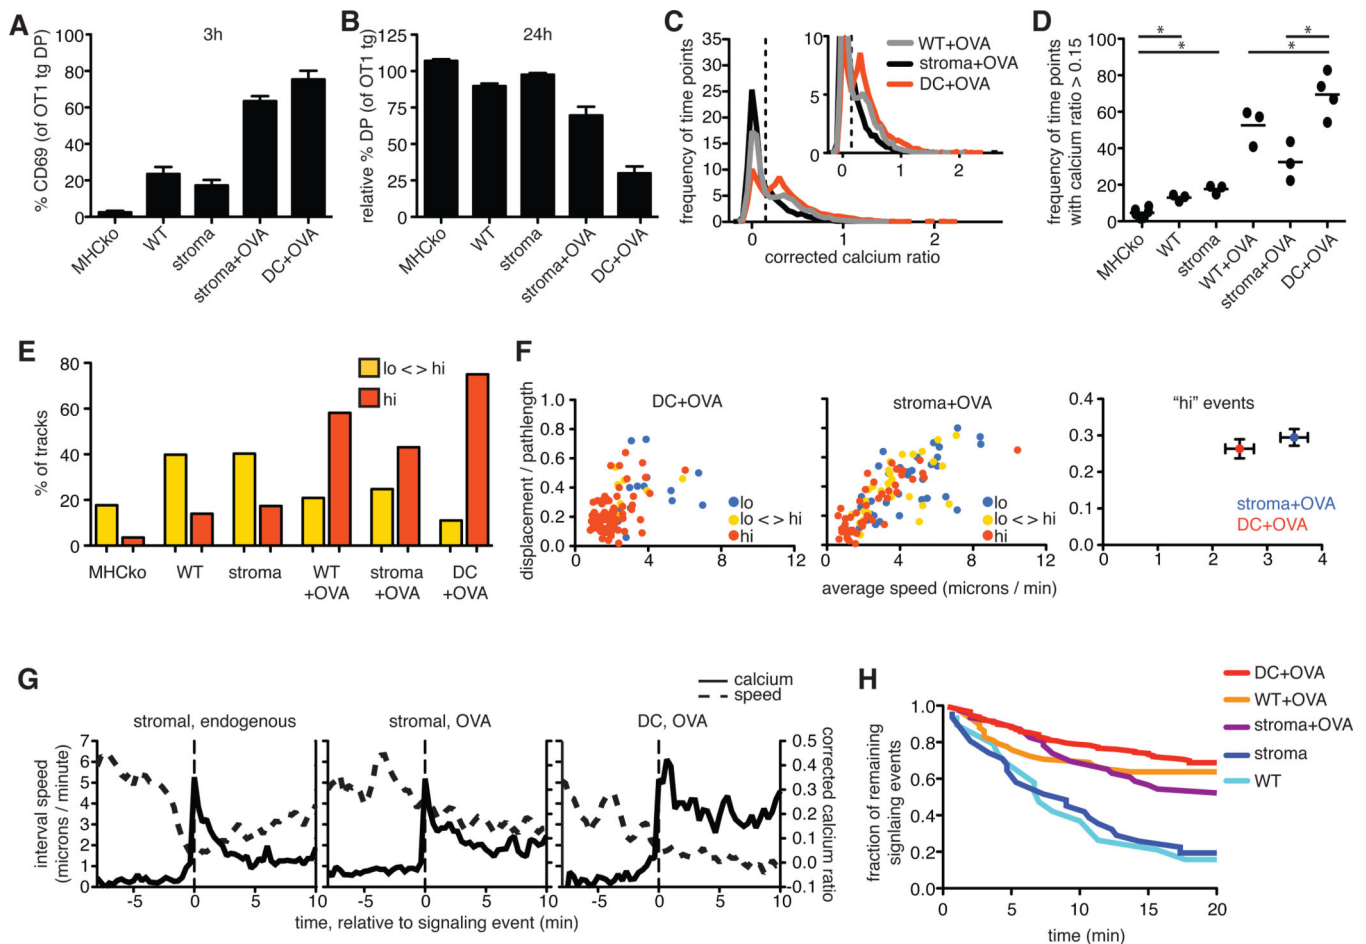 A
3h
% CD69 (of OT1 tg DP)
100
80
60
40
20
0
MHCko
WT
stroma
stroma+OVA
DC+OVA
B
24h
relative % DP (of OT1 tg)
125
100
75
50
25
0
MHCko
WT
stroma
stroma+OVA
DC+OVA
C
frequency of time points
35
30
25
20
15
10
5
0
0
1
2
corrected calcium ratio
10
5
0
0
1
2
WT+OVA
stroma+OVA
DC+OVA
D
frequency of time points
with calcium ratio > 0.15
100
80
60
40
20
0
*
*
*
*
MHCko
WT
stroma
WT+OVA
stroma+OVA
DC+OVA
E
% of tracks
80
60
40
20
0
lo < > hi
hi
MHCko
WT
stroma
WT
+OVA
stroma
+OVA
DC
+OVA
F
displacement / pathlength
1.0
0.8
0.6
0.4
0.2
0.0
DC+OVA
lo
lo < > hi
hi
0
4
8
12
stroma+OVA
lo
lo < > hi
hi
0
4
8
12
average speed (microns / min)
"hi" events
0.4
0.3
0.2
0.1
0.0
stroma+OVA
DC+OVA
0
1
2
3
4
G
calcium
speed
stromal, endogenous
stromal, OVA
DC, OVA
interval speed
(microns / minute)
7
6
5
4
3
2
1
0
-5
0
5
10
-5
0
5
10
-5
0
5
10
0.5
0.4
0.3
0.2
0.1
0.0
-0.1
corrected calcium ratio
time, relative to signaling event (min)
H
fraction of remaining
signlaing events
1.0
0.8
0.6
0.4
0.2
0.0
0
5
10
15
20
time (min)
DC+OVA
WT+OVA
stroma+OVA
stroma
WT